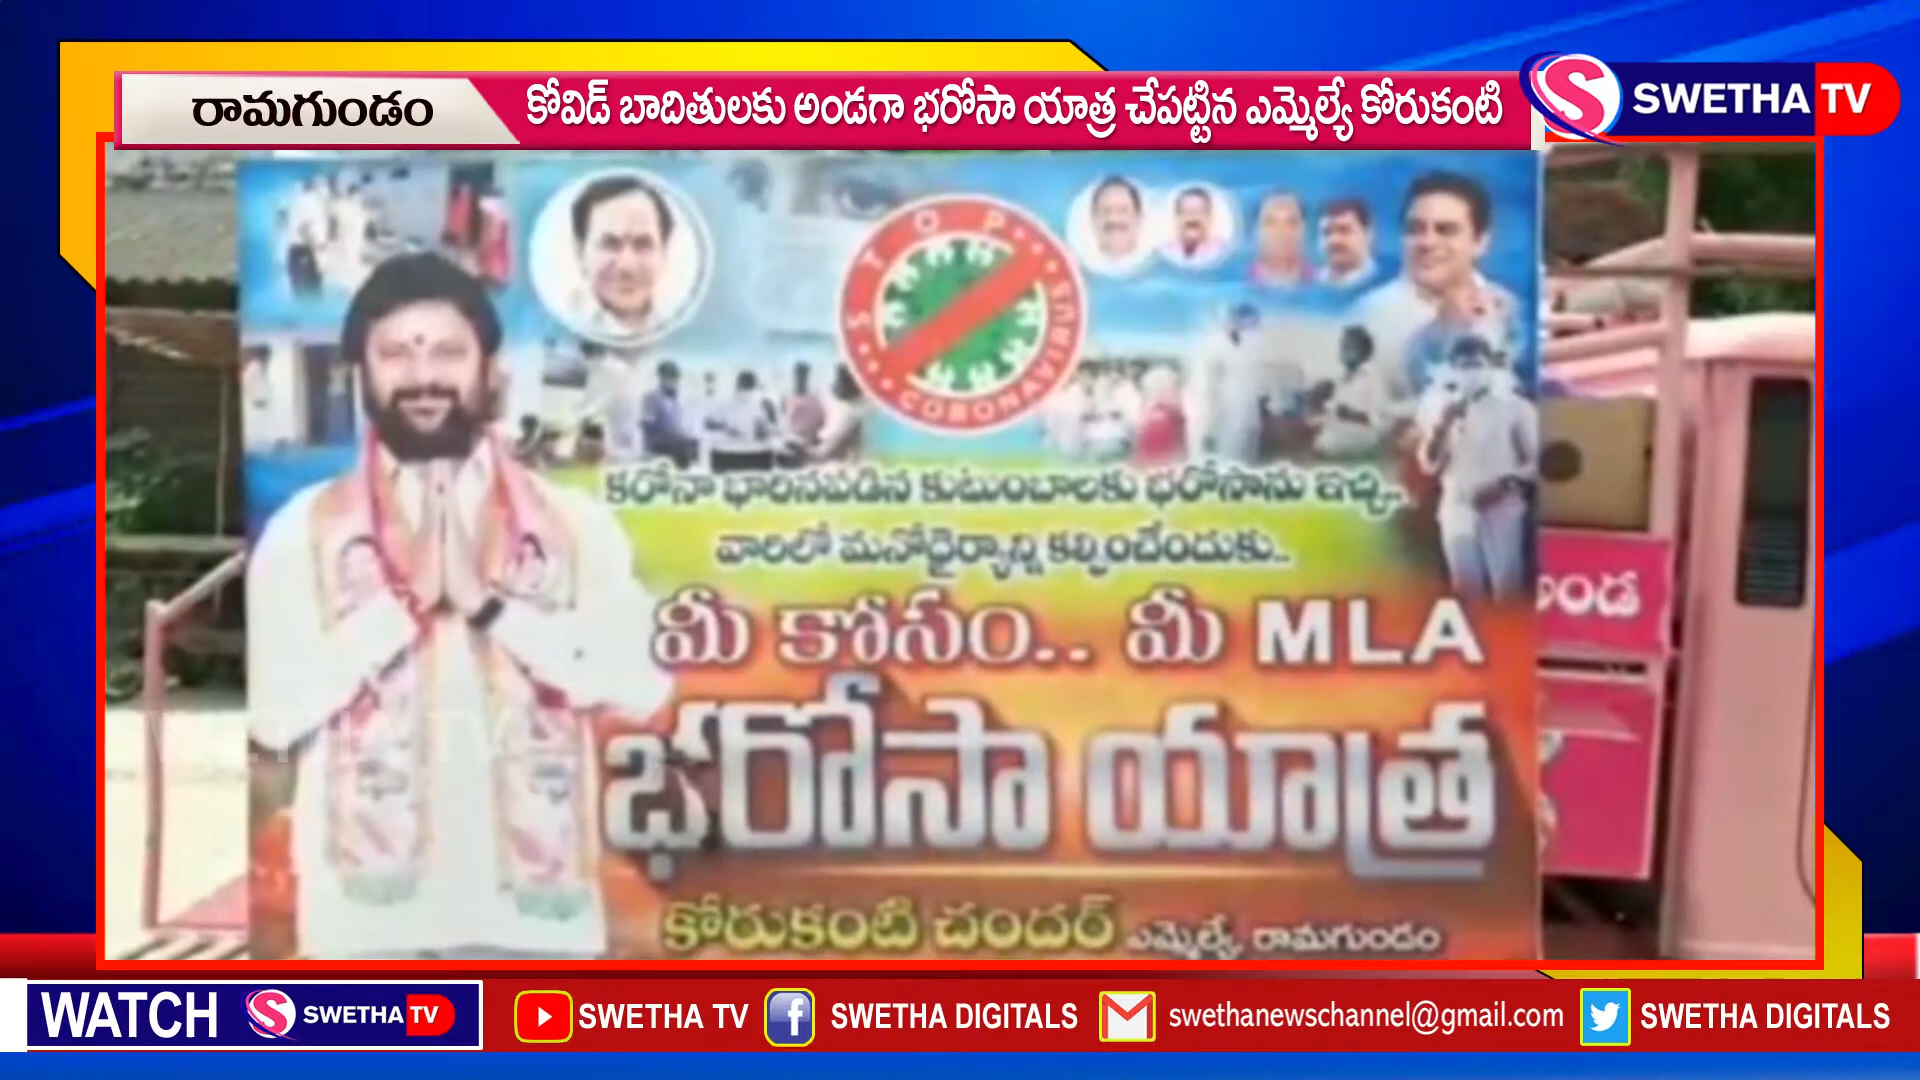 రామగుండం
కోవిడ్ బాదితులకు అండగా భరోసా యాత్ర చేపట్టిన ఎమ్మెల్యే కోరుకంటి
S SWETHA TV
STOP... CORONAVIRUS...
కరోనా భారినపడిన కుటుంబాలకు భరోసాను ఇచ్చి..
వారిలో మనోధైర్యాన్ని కల్పించేందుకు..
మీ కోసం.. మీ MLA
భరోసా యాత్ర
కోరుకంటి చందర్ ఎమ్మెల్యే, రామగుండం
WATCH S SWETHA TV SWETHA TV SWETHA DIGITALS swethanewschannel@gmail.com SWETHA DIGITALS